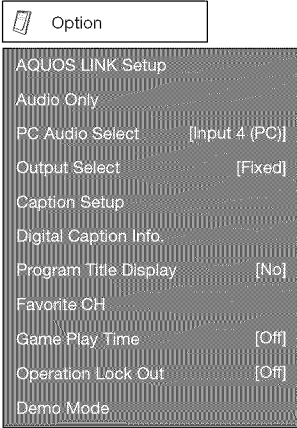 Option
AQUOS LINK Setup
Audio Only
PC Audio Select [Input 4 (PC)]
Output Select [Fixed]
Caption Setup
Digital Caption Info.
Program Title Display [No]
Favorite CH
Game Play Time [Off]
Operation Lock Out [Off]
Demo Mode